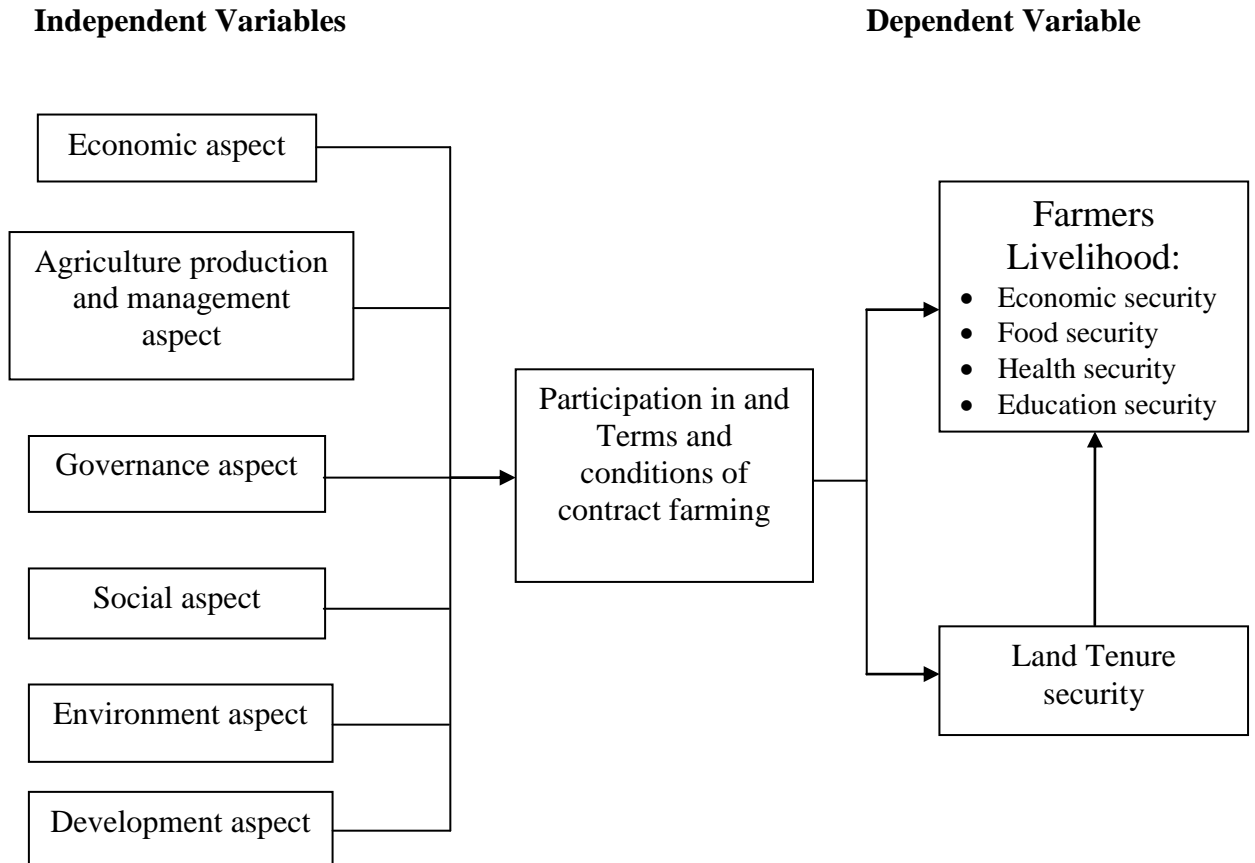 Independent Variables
Dependent Variable
Economic aspect
Agriculture production
and management
aspect
Governance aspect
Social aspect
Environment aspect
Development aspect
Participation in and
Terms and
conditions of
contract farming
Farmers
Livelihood:
• Economic security
• Food security
• Health security
• Education security
Land Tenure
security